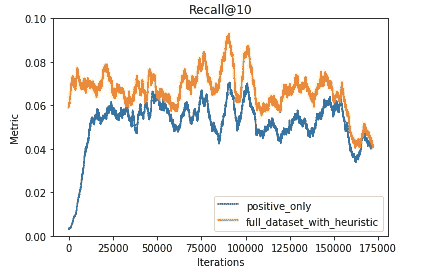 Recall@10
0.10
0.08
0.06
0.04
0.02
0.00
Metric
0 25000 50000 75000 100000 125000 150000 175000
Iterations
positive_only
full_dataset_with_heuristic